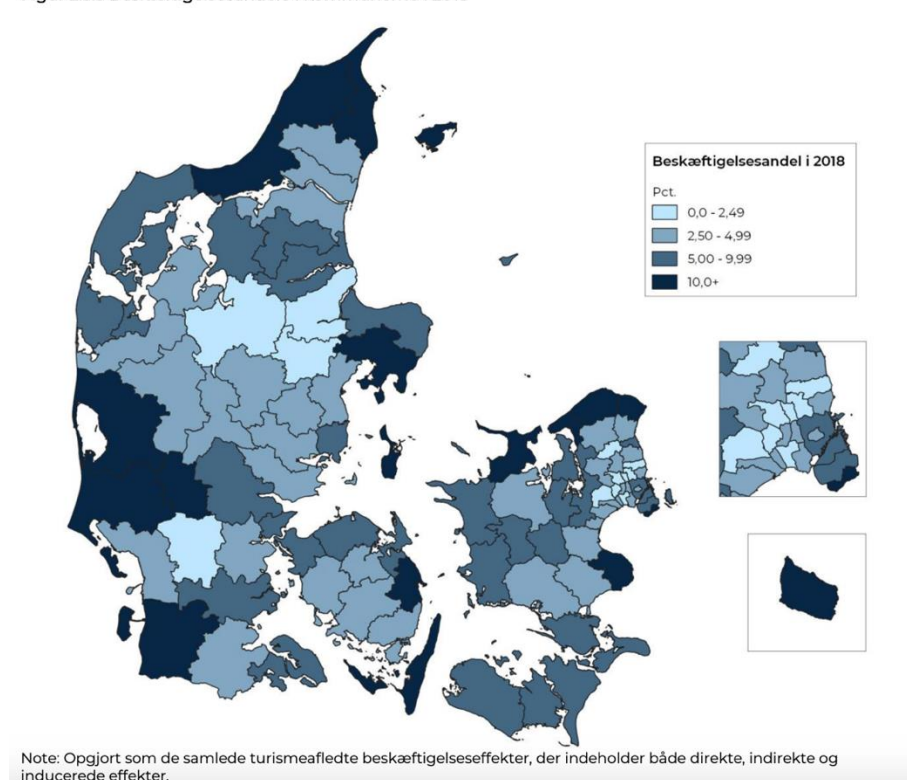 Beskæftigelsesandel i 2018
Pct.
0,0 - 2,49
2,50 - 4,99
5,00 - 9,99
10,0+
Note: Opgjort som de samlede turismeafledte beskæftigelseseffekter, der indeholder både direkte, indirekte og
inducerede effekter.